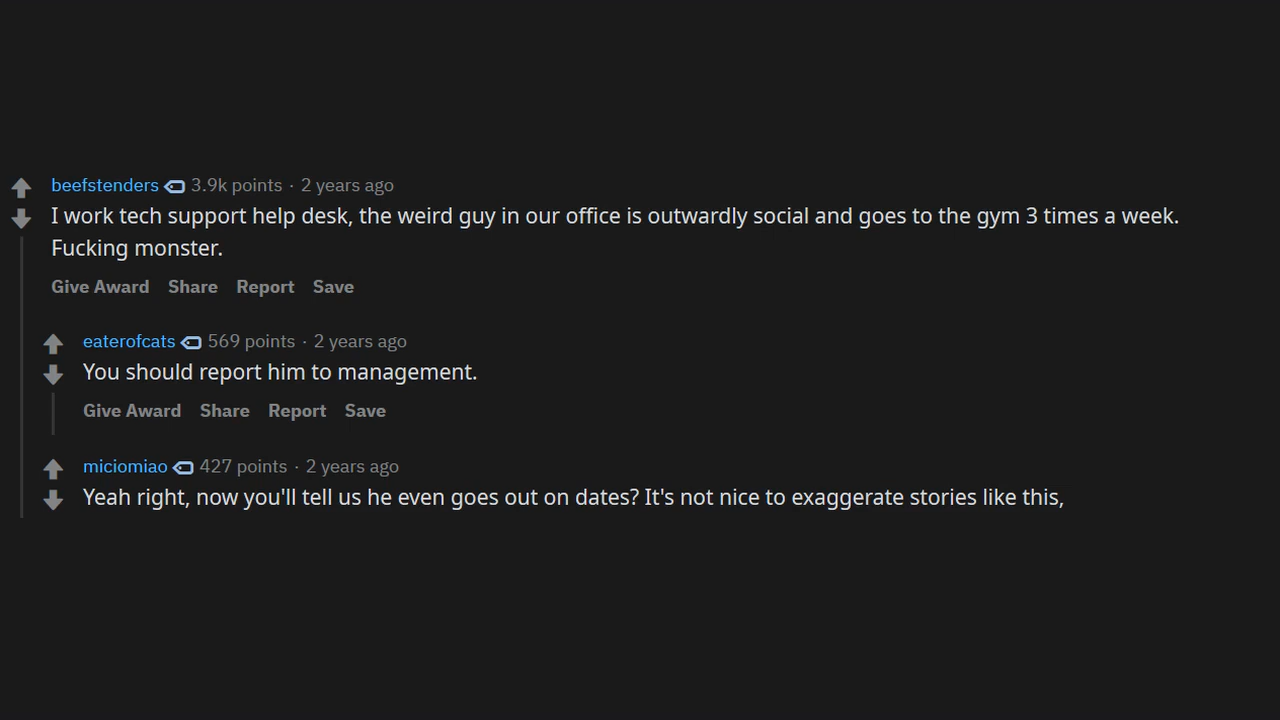 beefstenders 3.9k points · 2 years ago
I work tech support help desk, the weird guy in our office is outwardly social and goes to the gym 3 times a week.
Fucking monster.
Give Award Share Report Save
eaterofcats 569 points · 2 years ago
You should report him to management.
Give Award Share Report Save
miciomiao 427 points · 2 years ago
Yeah right, now you'll tell us he even goes out on dates? It's not nice to exaggerate stories like this,